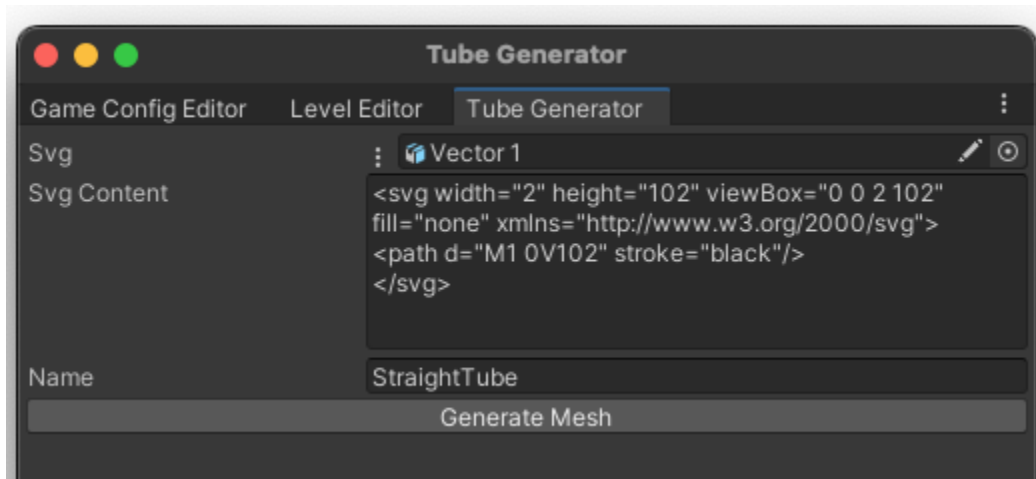 Tube Generator
Game Config Editor Level Editor Tube Generator
Svg Vector 1
Svg Content <svg width="2" height="102" viewBox="0 0 2 102"
fill="none" xmlns="http://www.w3.org/2000/svg">
<path d="M1 0V102" stroke="black"/>
</svg>
Name StraightTube
Generate Mesh